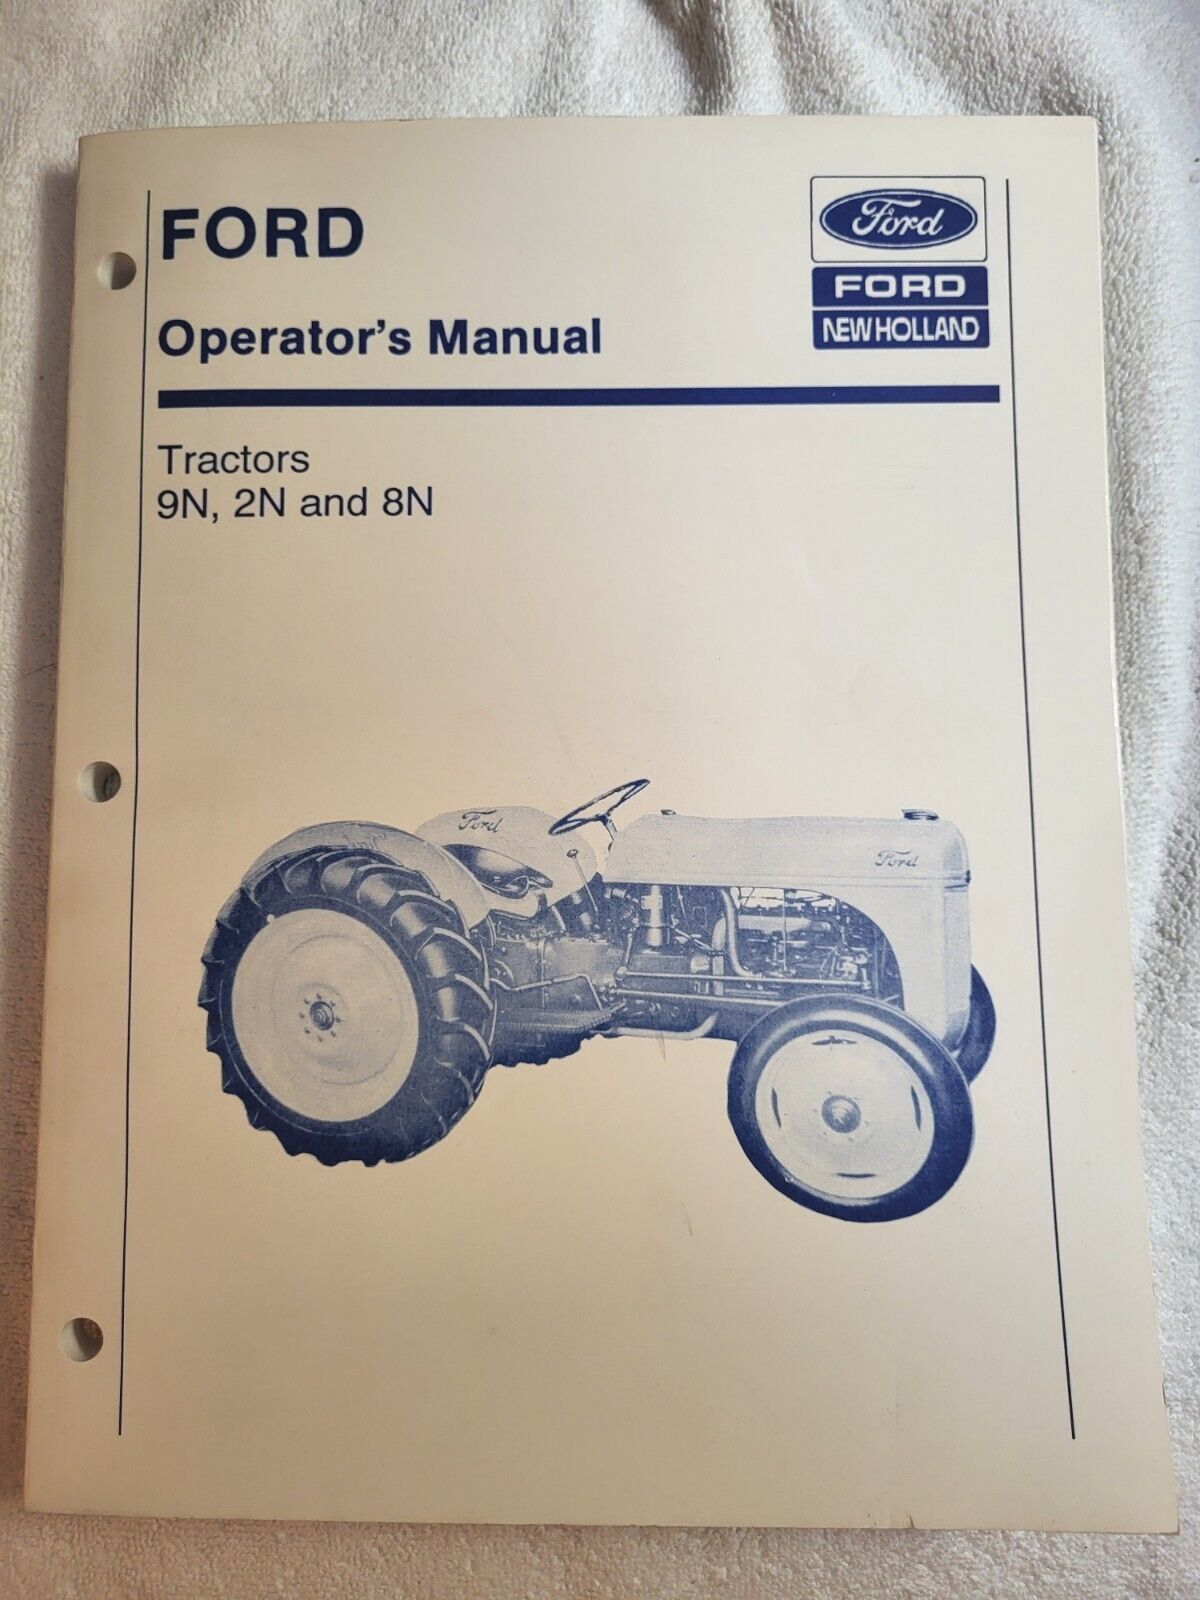 FORD
Operator's Manual
Ford
FORD
NEW HOLLAND
Tractors
9N, 2N and 8N
Ford
Ford